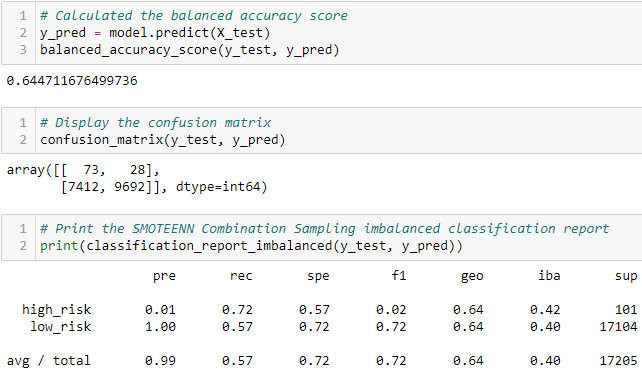 1 # Calculated the balanced accuracy score
2 y_pred = model.predict(X_test)
3 balanced_accuracy_score(y_test, y_pred)
0.644711676499736
1 # Display the confusion matrix
2 confusion_matrix(y_test, y_pred)
array([[  73,   28],
       [7412, 9692]], dtype=int64)
1 # Print the SMOTEENN Combination Sampling imbalanced classification report
2 print(classification_report_imbalanced(y_test, y_pred))
pre rec spe f1 geo iba sup
high_risk 0.01 0.72 0.57 0.02 0.64 0.42 101
low_risk 1.00 0.57 0.72 0.72 0.64 0.40 17104
avg / total 0.99 0.57 0.72 0.72 0.64 0.40 17205